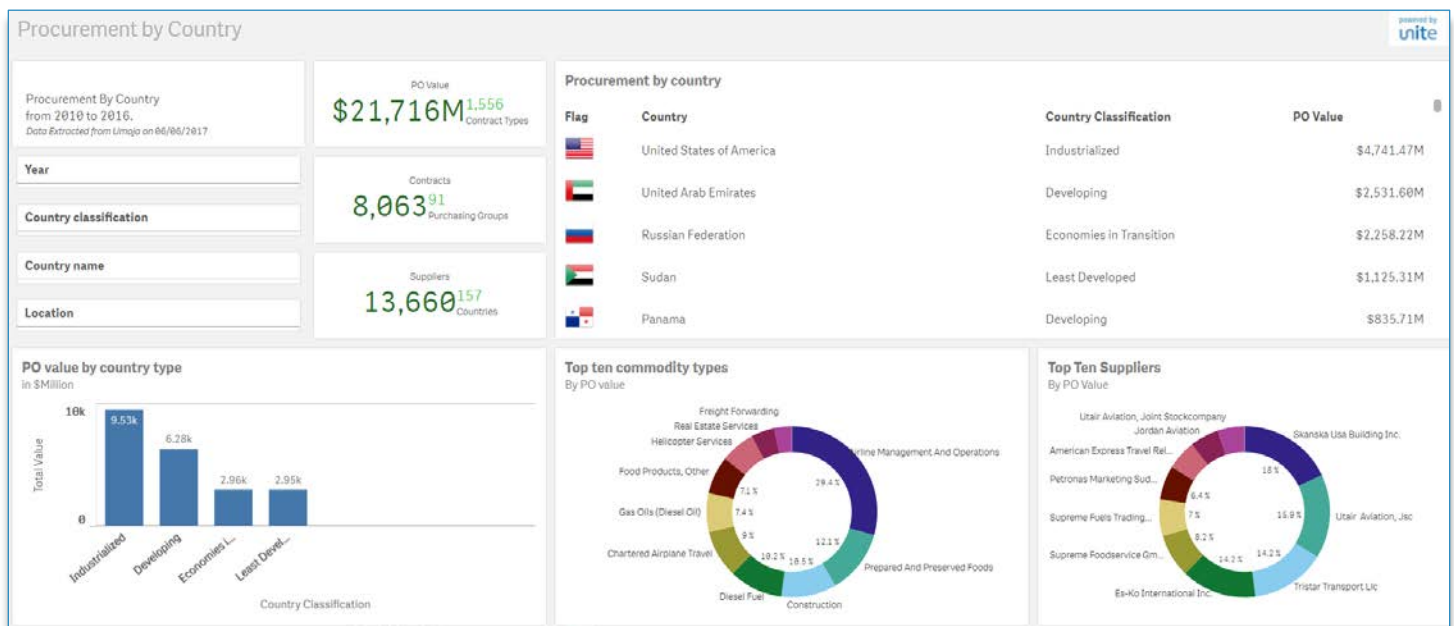 Procurement by Country
powered by
unite
Procurement By Country
from 2010 to 2016.
Data Extracted from Umoja on 06/06/2017
Year
Country classification
Country name
Location
PO Value
$21,716M 1,556
Contract Types
Contracts
8,063 91
Purchasing Groups
Suppliers
13,660 157
Countries
Procurement by country
Flag Country Country Classification PO Value
United States of America Industrialized $4,741.47M
United Arab Emirates Developing $2,531.60M
Russian Federation Economies in Transition $2,258.22M
Sudan Least Developed $1,125.31M
Panama Developing $835.71M
PO value by country type
in $Million
Total Value
10k
0
9.53k
6.28k
2.96k
2.95k
Industrialized
Developing
Economies i...
Least Devel...
Country Classification
Top ten commodity types
By PO value
Freight Forwarding
Real Estate Services
Helicopter Services
Food Products, Other
Gas Oils (Diesel Oil)
Chartered Airplane Travel
Diesel Fuel
Construction
Prepared And Preserved Foods
Airline Management And Operations
29.4%
12.1%
10.5%
10.2%
9%
7.4%
7.1%
Top Ten Suppliers
By PO Value
Utair Aviation, Joint Stockcompany
Jordan Aviation
American Express Travel Rel...
Petronas Marketing Sud...
Supreme Fuels Trading...
Supreme Foodservice Gm...
Es-Ko International Inc.
Tristar Transport Llc
Utair Aviation, Jsc
Skanska Usa Building Inc.
18%
15.9%
14.2%
14.2%
8.2%
7%
6.4%